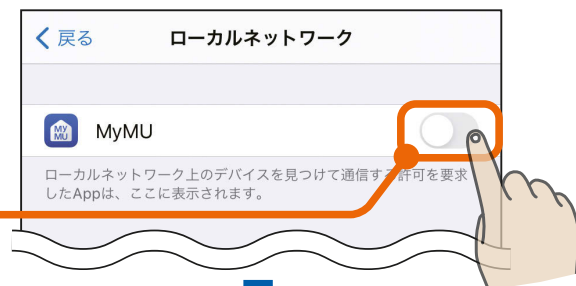 戻る
ローカルネットワーク
MY
MU
MyMU
ローカルネットワーク上のデバイスを見つけて通信する許可を要求
したAppは、ここに表示されます。